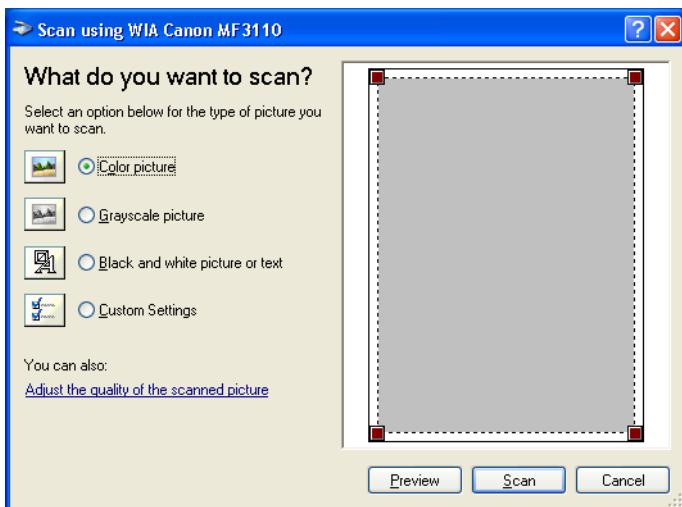 Scan using WIA Canon MF3110
What do you want to scan?
Select an option below for the type of picture you
want to scan.
Color picture
Grayscale picture
Black and white picture or text
Custom Settings
You can also:
Adjust the quality of the scanned picture
Preview
Scan
Cancel